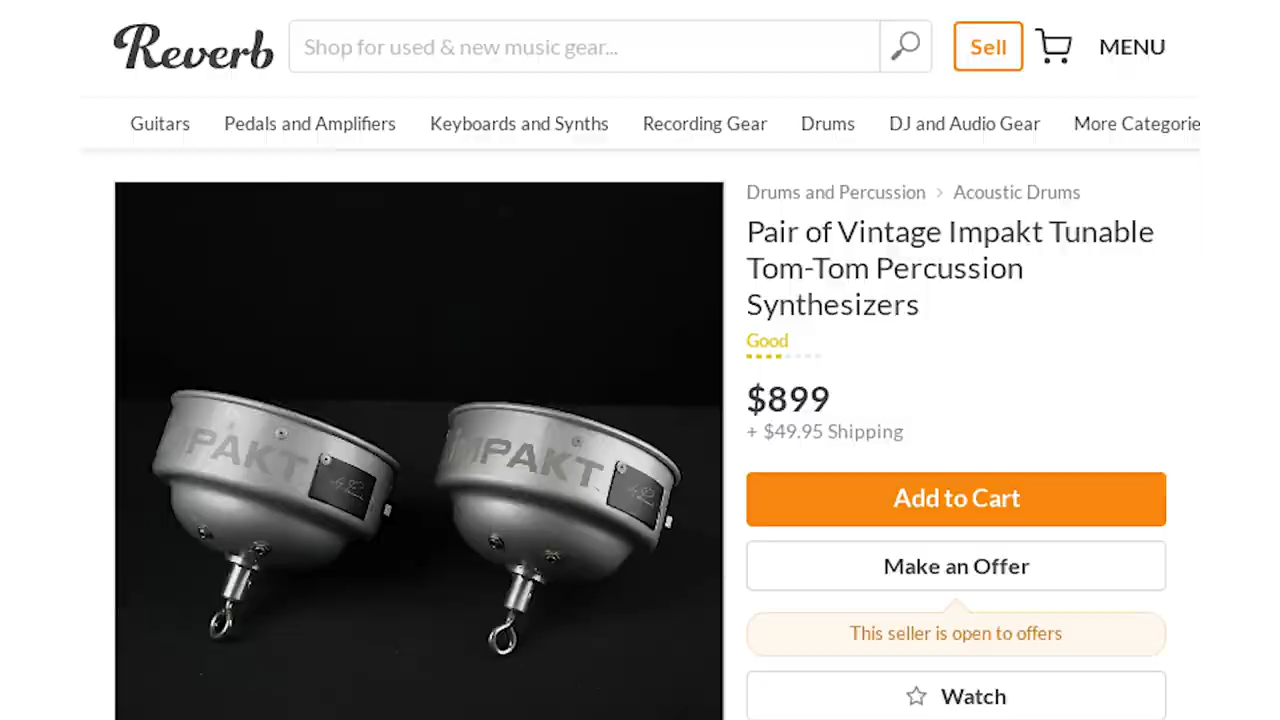 Reverb
Shop for used & new music gear...
Sell
MENU
Guitars
Pedals and Amplifiers
Keyboards and Synths
Recording Gear
Drums
DJ and Audio Gear
More Categorie
IMPAKT
IMPAKT
Drums and Percussion > Acoustic Drums
Pair of Vintage Impakt Tunable
Tom-Tom Percussion
Synthesizers
Good
$899
+ $49.95 Shipping
Add to Cart
Make an Offer
This seller is open to offers
Watch